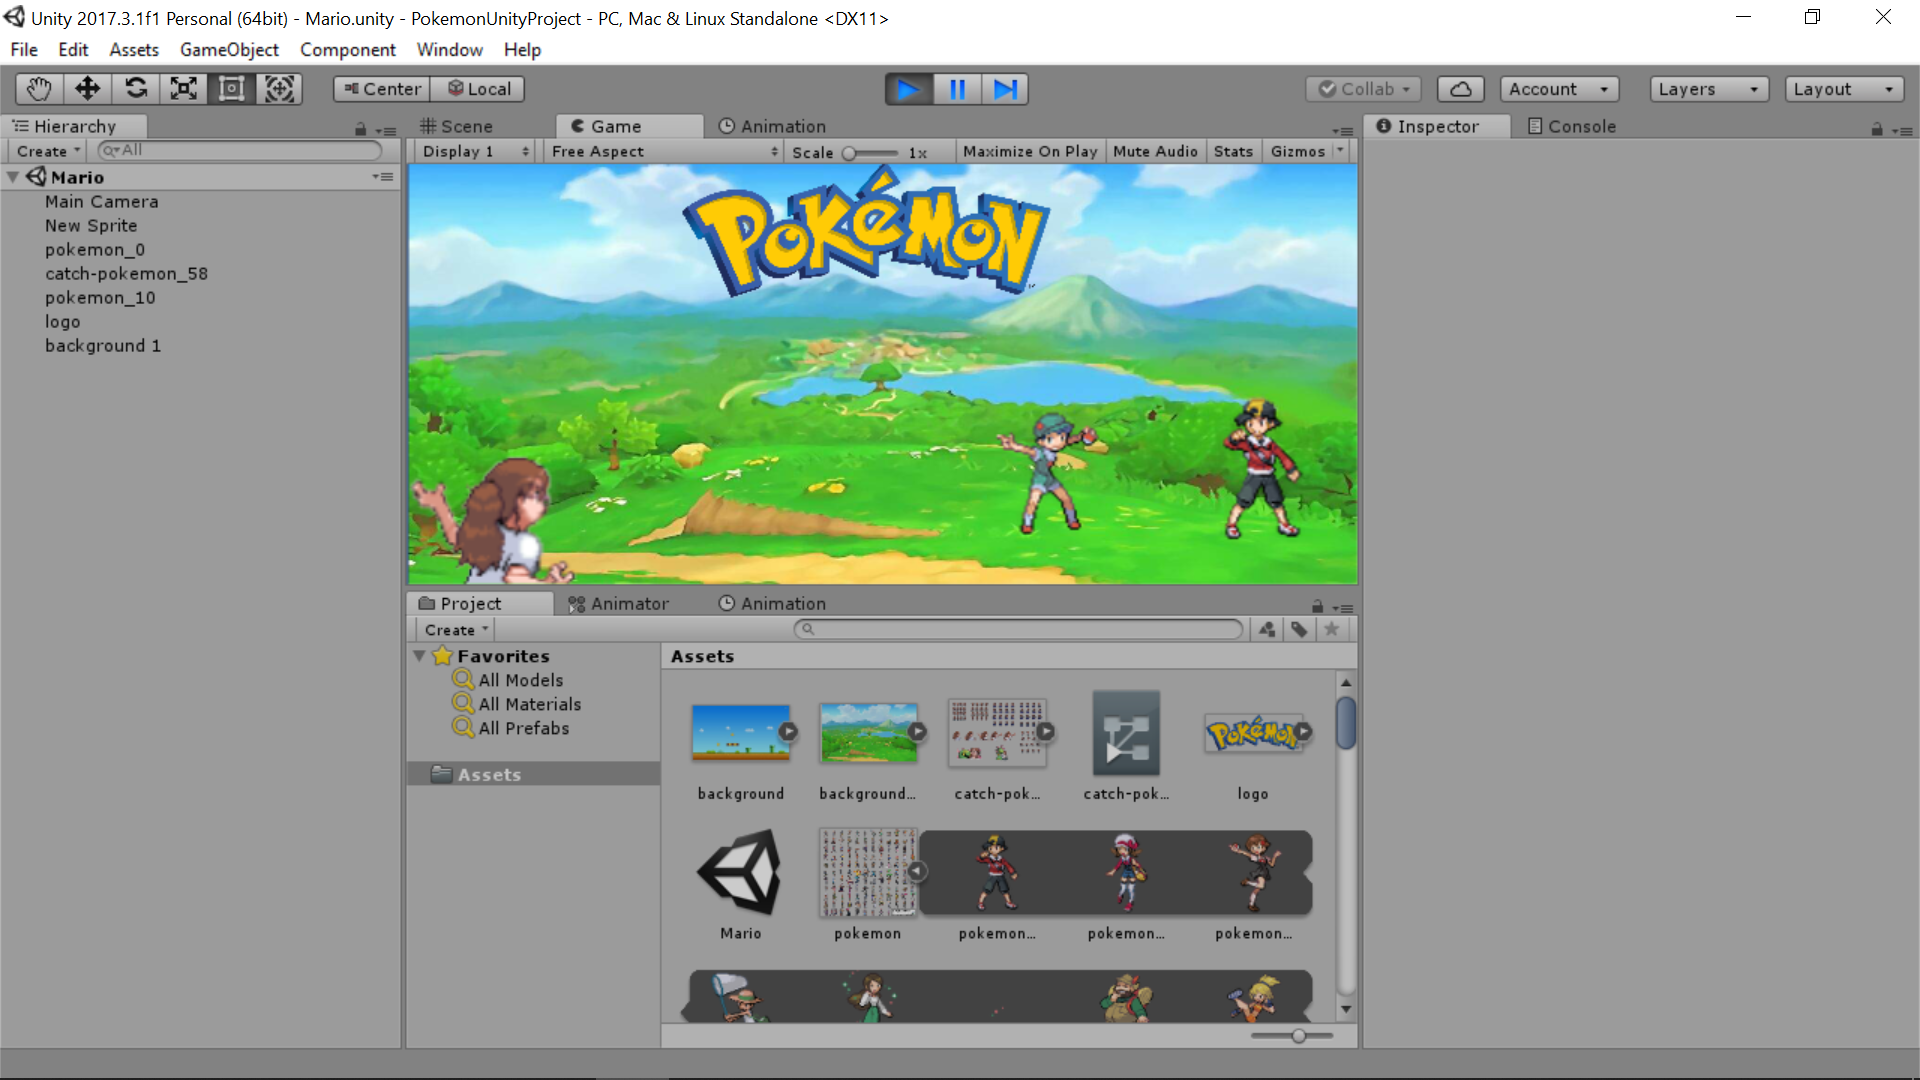 Unity 2017.3.1f1 Personal (64bit) - Mario.unity - PokemonUnityProject - PC, Mac & Linux Standalone <DX11>
File Edit Assets GameObject Component Window Help
Center Local Collab Account Layers Layout
Hierarchy
Create All
Mario
Main Camera
New Sprite
pokemon_0
catch-pokemon_58
pokemon_10
logo
background 1
Scene Game Animation
Display 1 Free Aspect Scale 1x Maximize On Play Mute Audio Stats Gizmos
POKéMON
Inspector Console
Project Animator Animation
Create
Favorites
All Models
All Materials
All Prefabs
Assets
Assets
POKéMON
background background... catch-pok... catch-pok... logo
Mario pokemon pokemon... pokemon... pokemon...